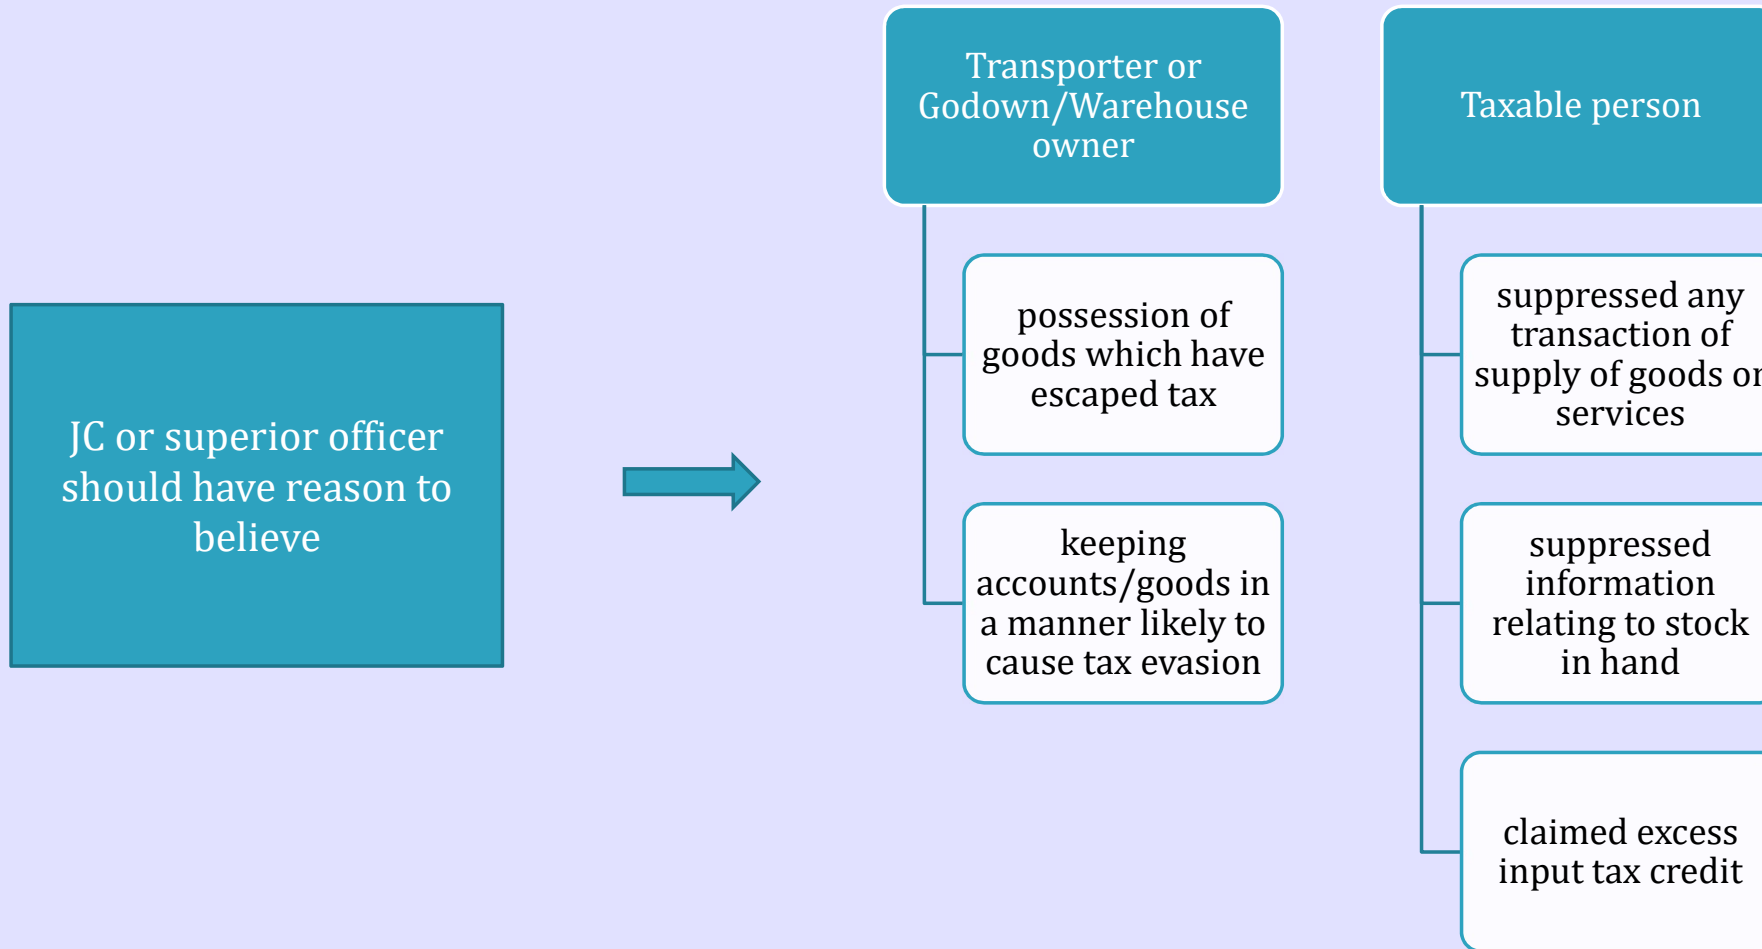 JC or superior officer
should have reason to
believe
Transporter or
Godown/Warehouse
owner
possession of
goods which have
escaped tax
keeping
accounts/goods in
a manner likely to
cause tax evasion
Taxable person
suppressed any
transaction of
supply of goods or
services
suppressed
information
relating to stock
in hand
claimed excess
input tax credit